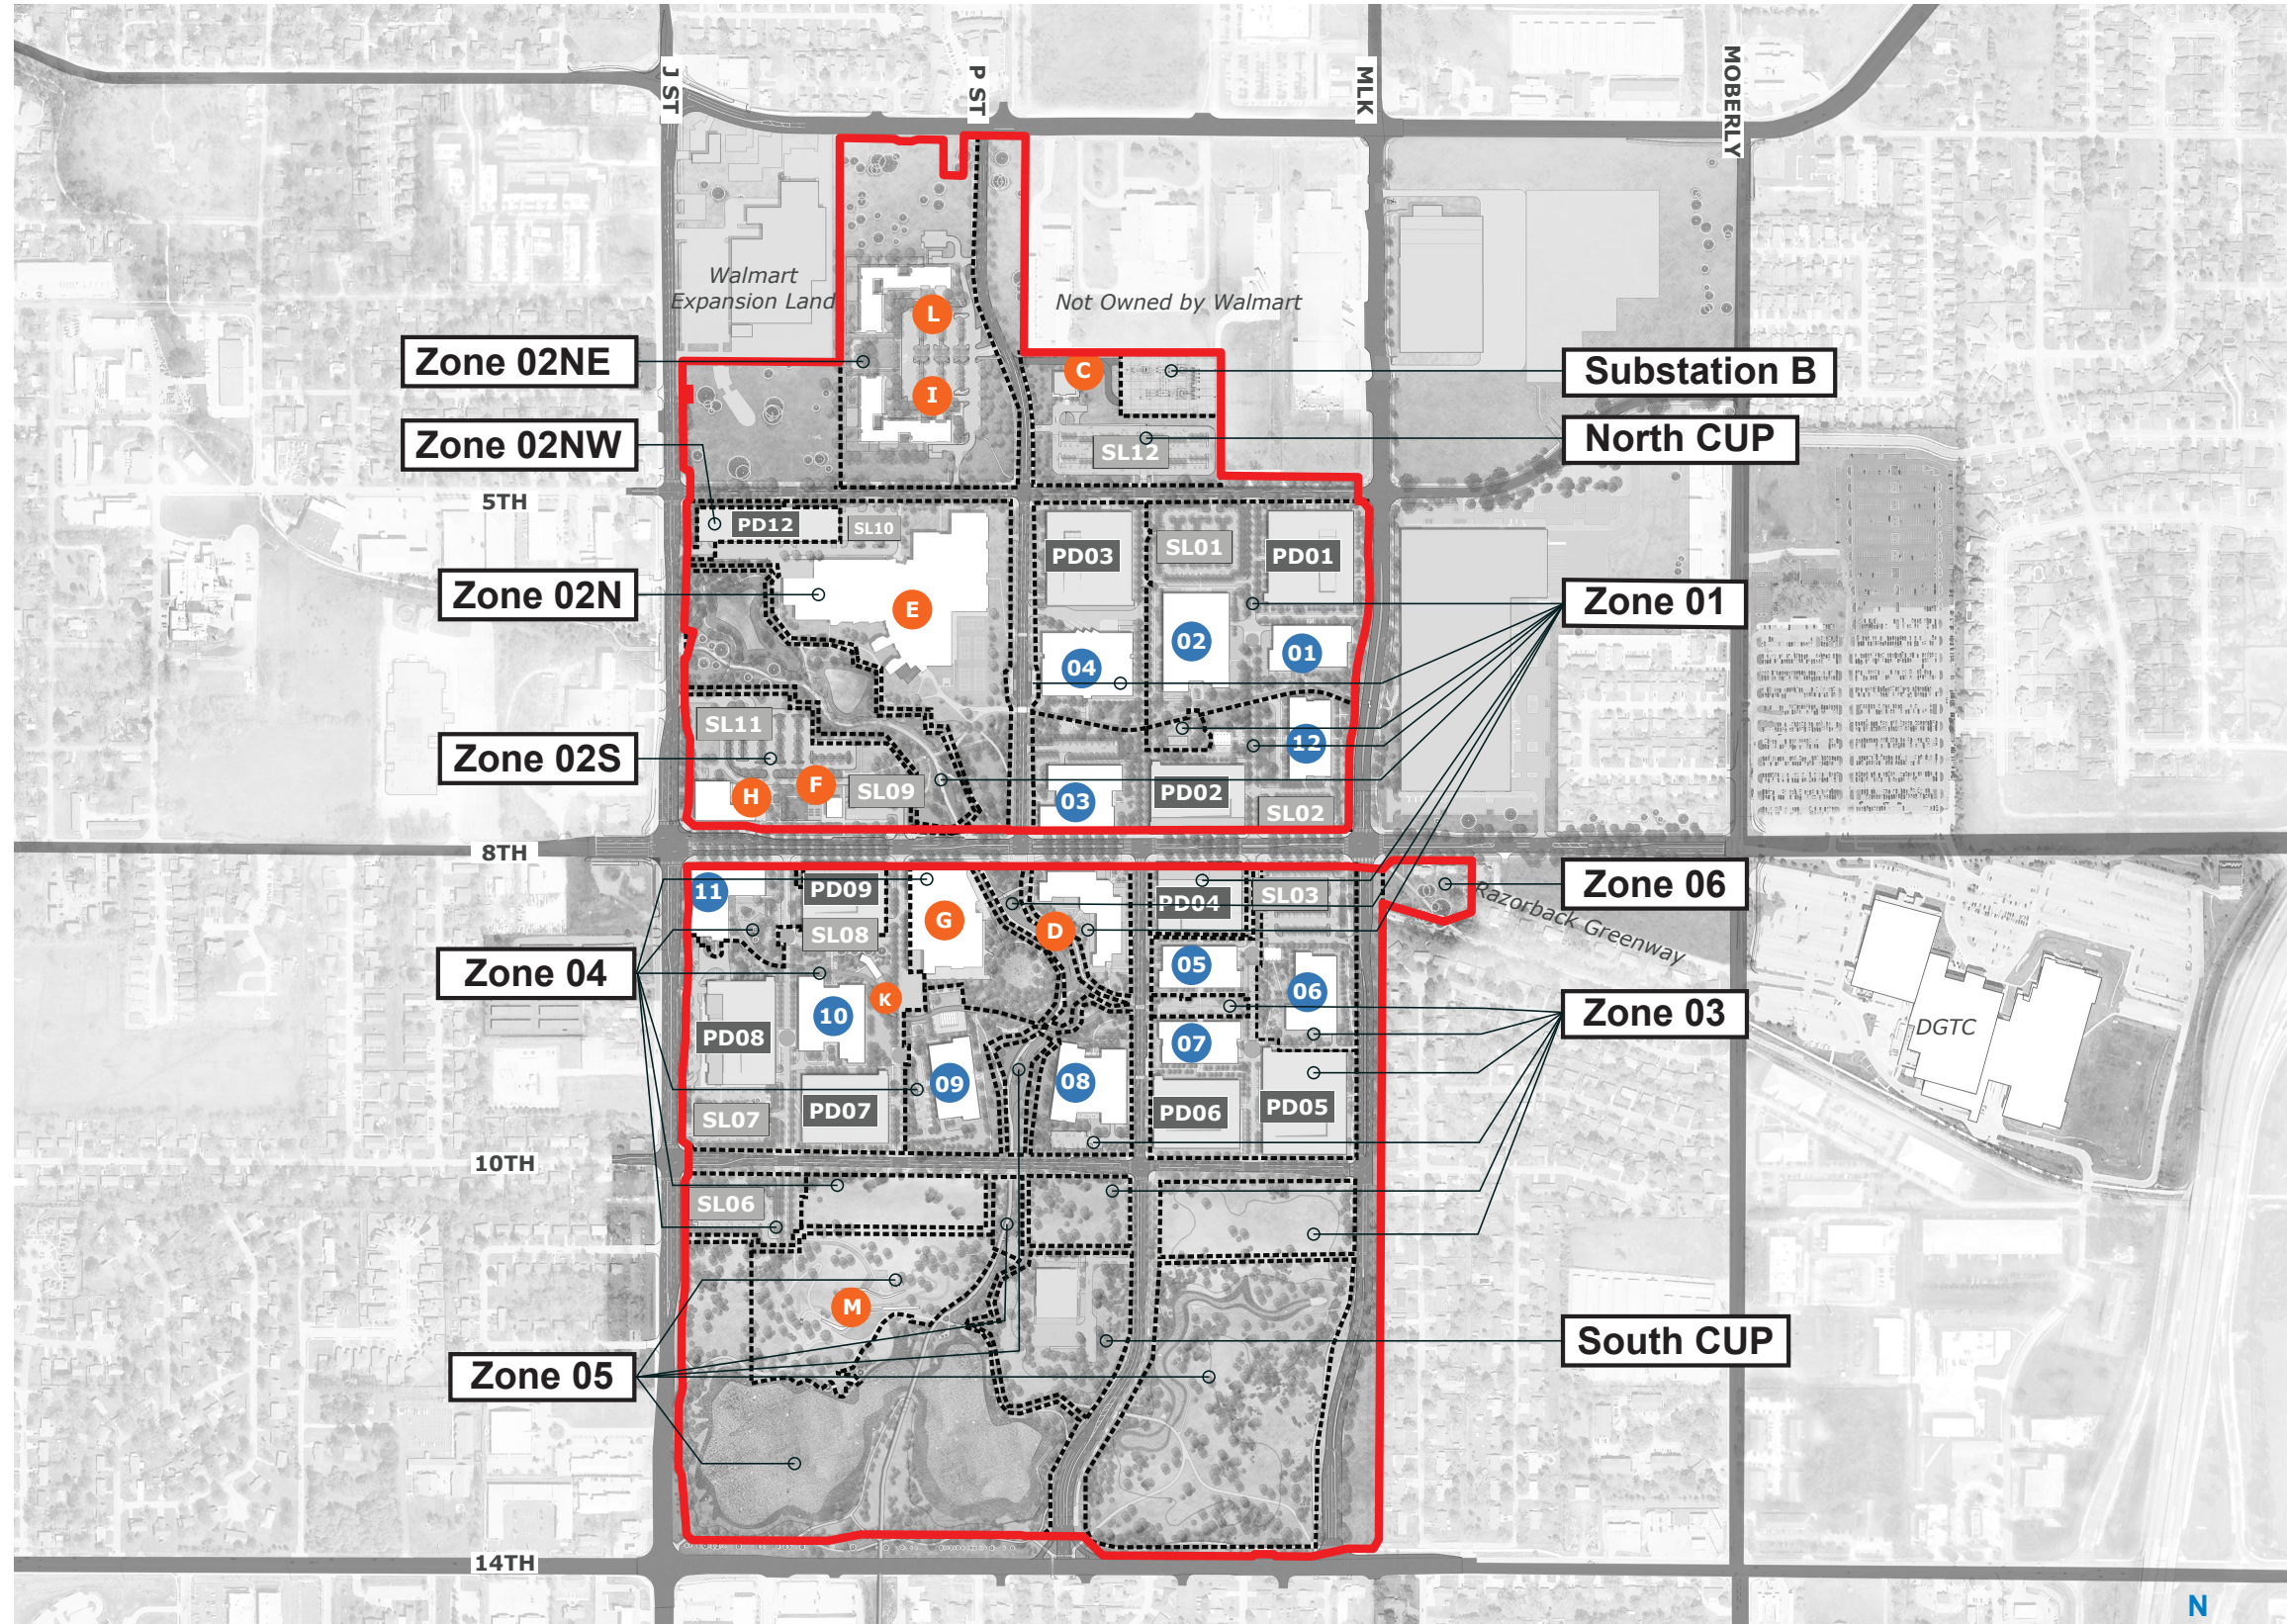 J ST
P ST
MLK
MOBERLY
Walmart
Expansion Land
Not Owned by Walmart
L
Zone 02NE
C
Substation B
I
Zone 02NW
North CUP
SL12
5TH
PD12
SL10
PD03
SL01
PD01
Zone 02N
E
Zone 01
02
01
04
SL11
12
Zone 02S
H
F
SL09
03
PD02
SL02
8TH
11
PD09
PD04
SL03
Zone 06
Razorback Greenway
G
D
SL08
Zone 04
05
06
K
10
Zone 03
DGTC
PD08
07
09
08
PD07
PD06
PD05
SL07
10TH
SL06
M
South CUP
Zone 05
14TH
N